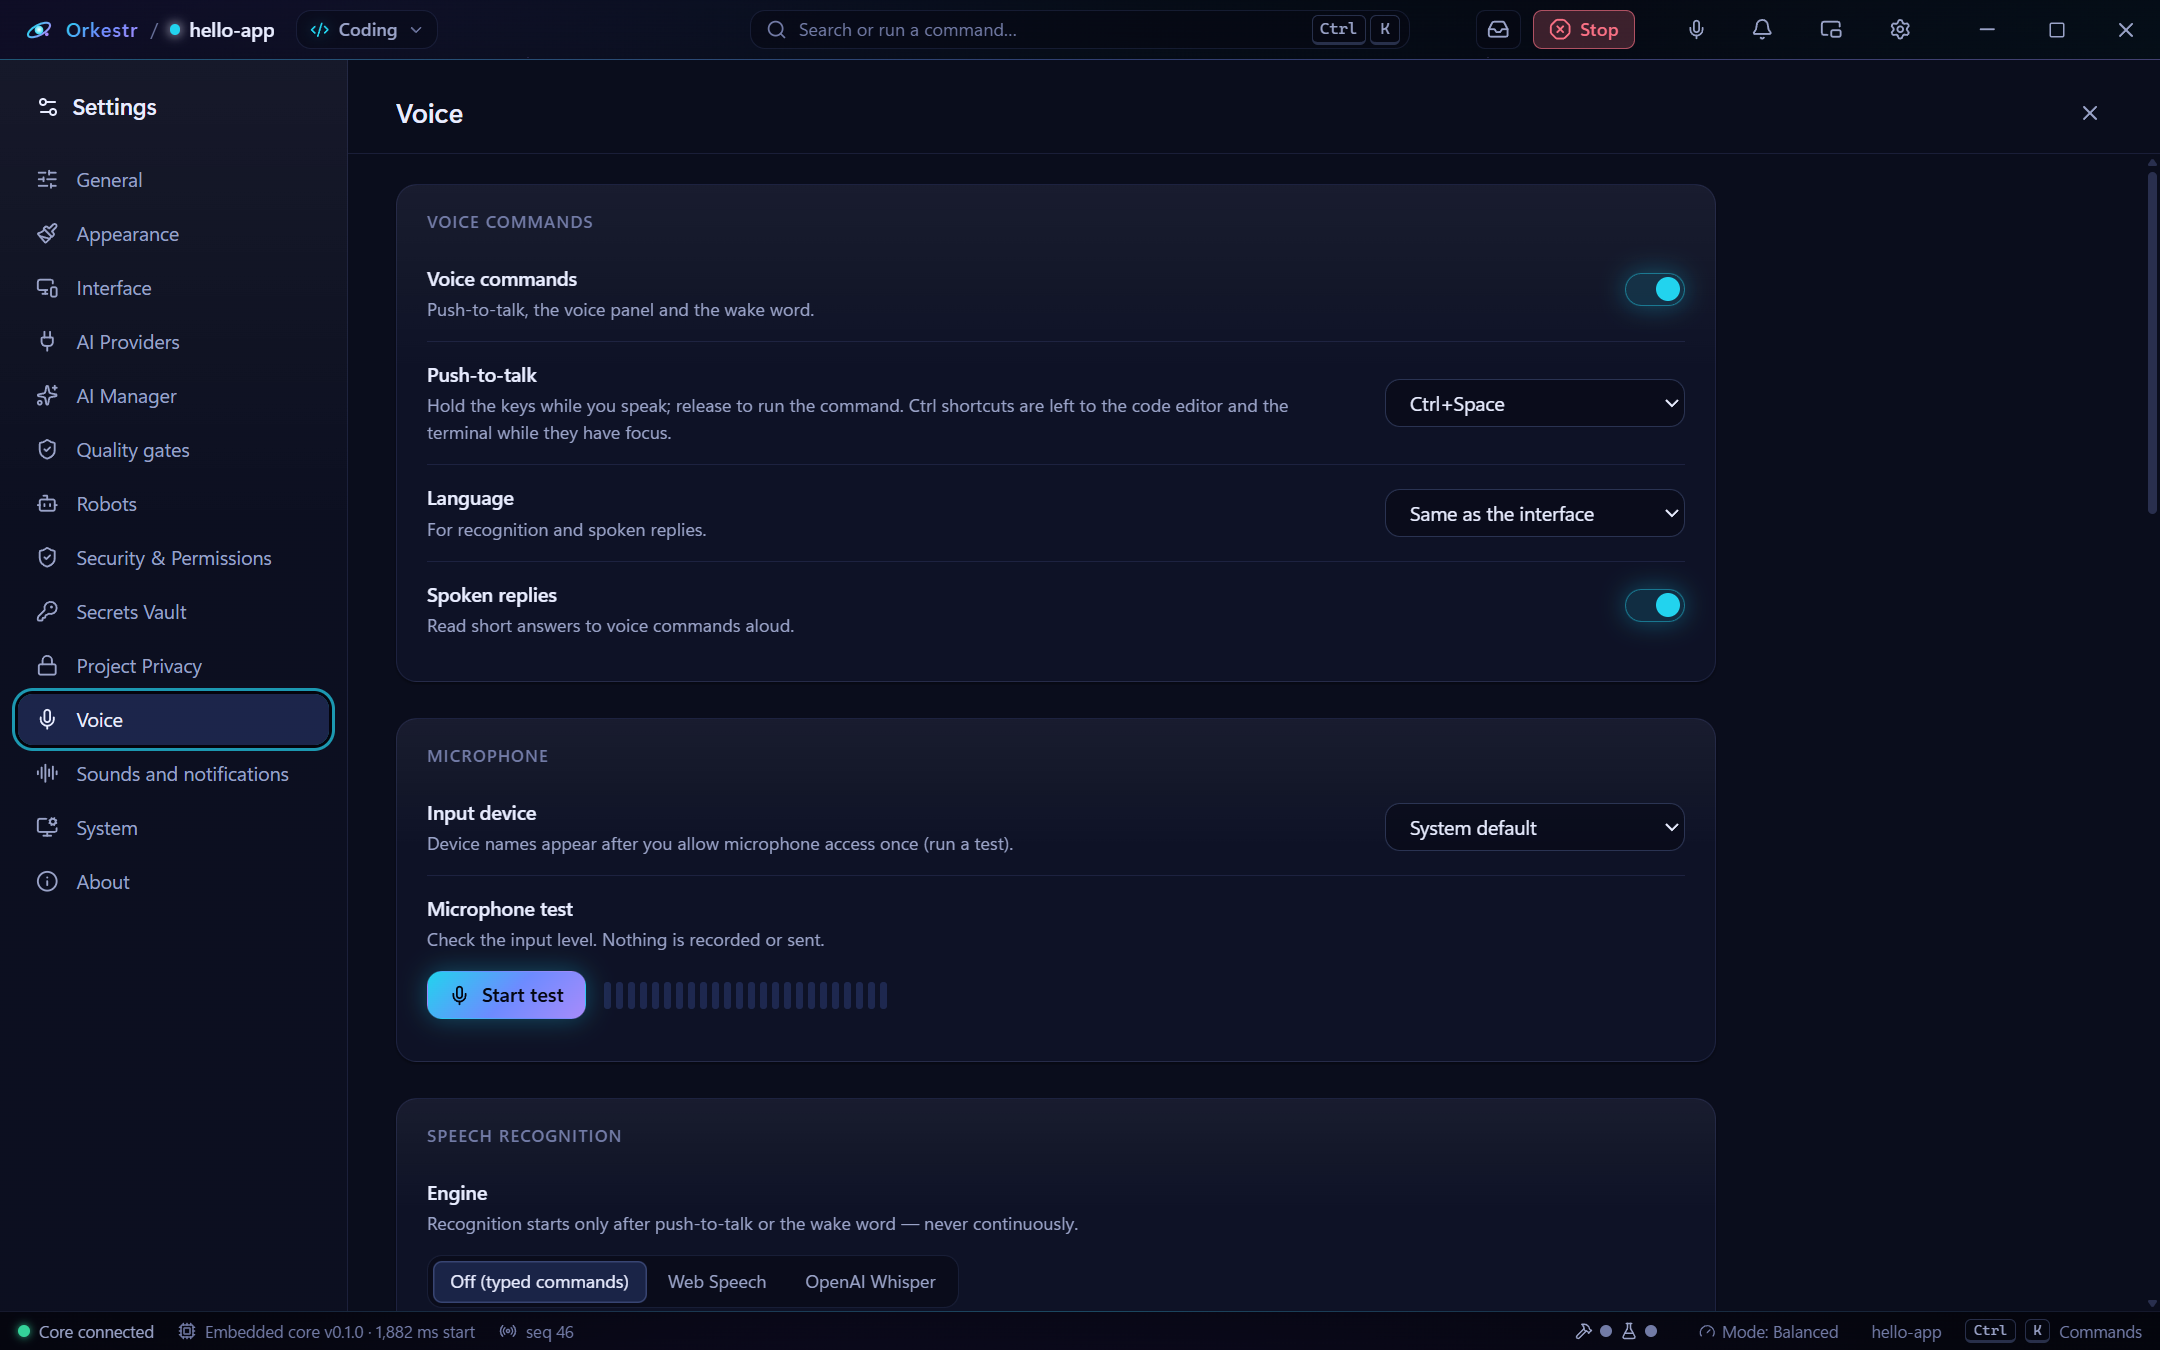 Orkestr / hello-app
Coding
Search or run a command...
Ctrl K
Stop
Settings
General
Appearance
Interface
AI Providers
AI Manager
Quality gates
Robots
Security & Permissions
Secrets Vault
Project Privacy
Voice
Sounds and notifications
System
About
Voice
VOICE COMMANDS
Voice commands
Push-to-talk, the voice panel and the wake word.
Push-to-talk
Hold the keys while you speak; release to run the command. Ctrl shortcuts are left to the code editor and the
terminal while they have focus.
Ctrl+Space
Language
For recognition and spoken replies.
Same as the interface
Spoken replies
Read short answers to voice commands aloud.
MICROPHONE
Input device
Device names appear after you allow microphone access once (run a test).
System default
Microphone test
Check the input level. Nothing is recorded or sent.
Start test
SPEECH RECOGNITION
Engine
Recognition starts only after push-to-talk or the wake word — never continuously.
Off (typed commands)
Web Speech
OpenAI Whisper
Core connected
Embedded core v0.1.0 · 1,882 ms start
seq 46
Mode: Balanced
hello-app
Ctrl K Commands